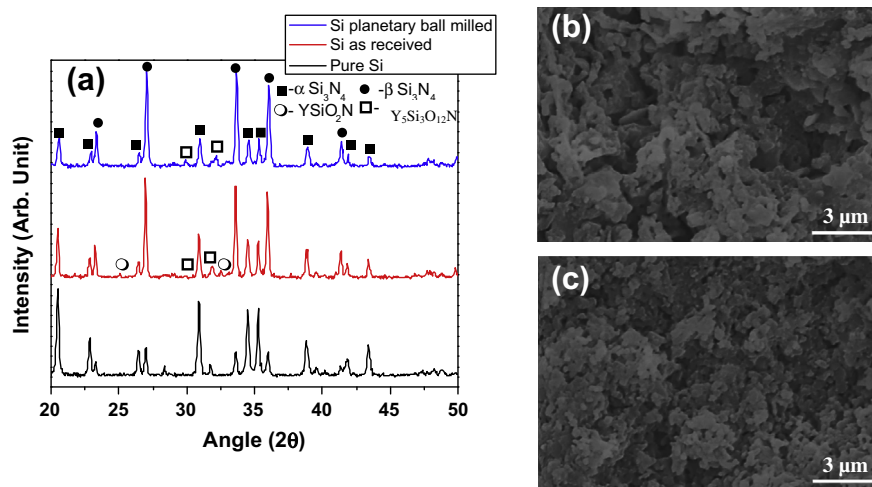 Si planetary ball milled
Si as received
Pure Si
(a)
■-α Si₃N₄ ●-β Si₃N₄
○- YSiO₂N □- Y₅Si₃O₁₂N
Intensity (Arb. Unit)
20 25 30 35 40 45 50
Angle (2θ)
(b)
3 μm
(c)
3 μm